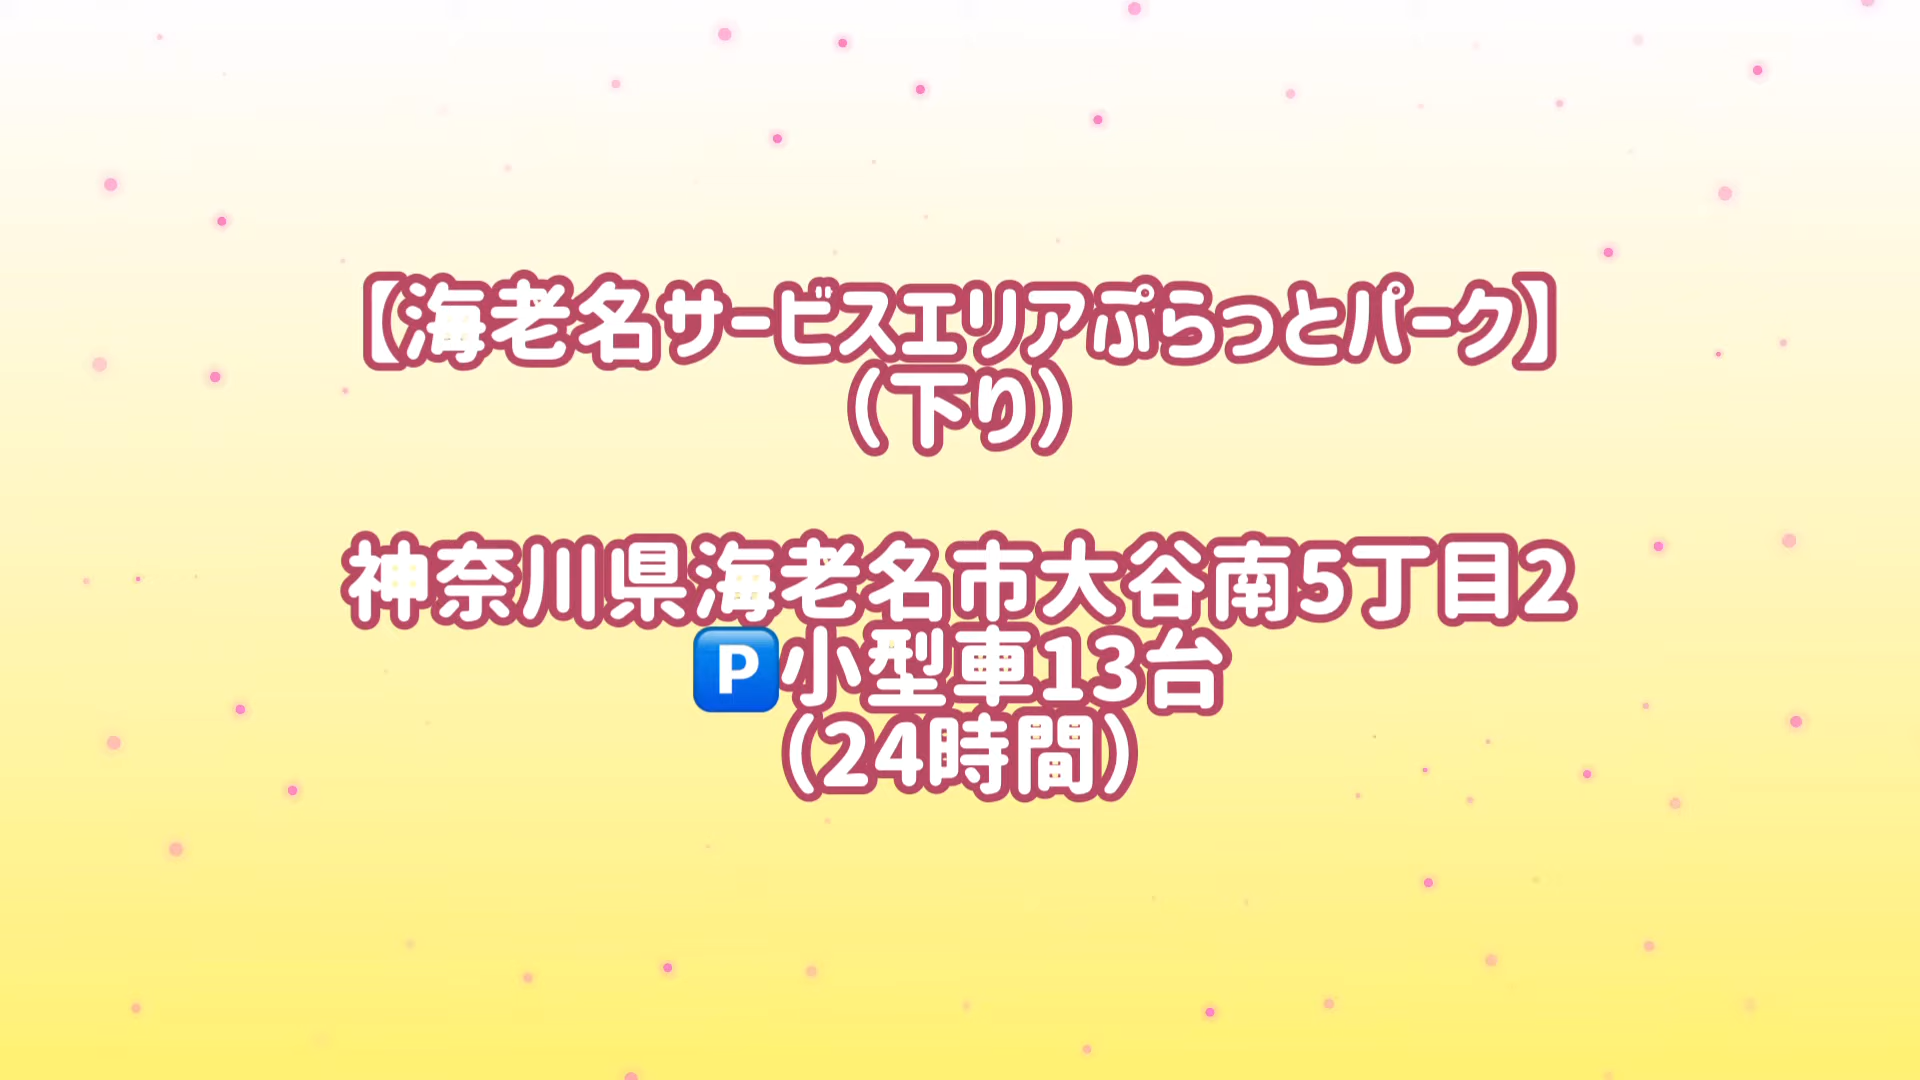 【海老名サービスエリアぷらっとパーク】
(下り)
神奈川県海老名市大谷南5丁目2
🅿️小型車13台
(24時間)